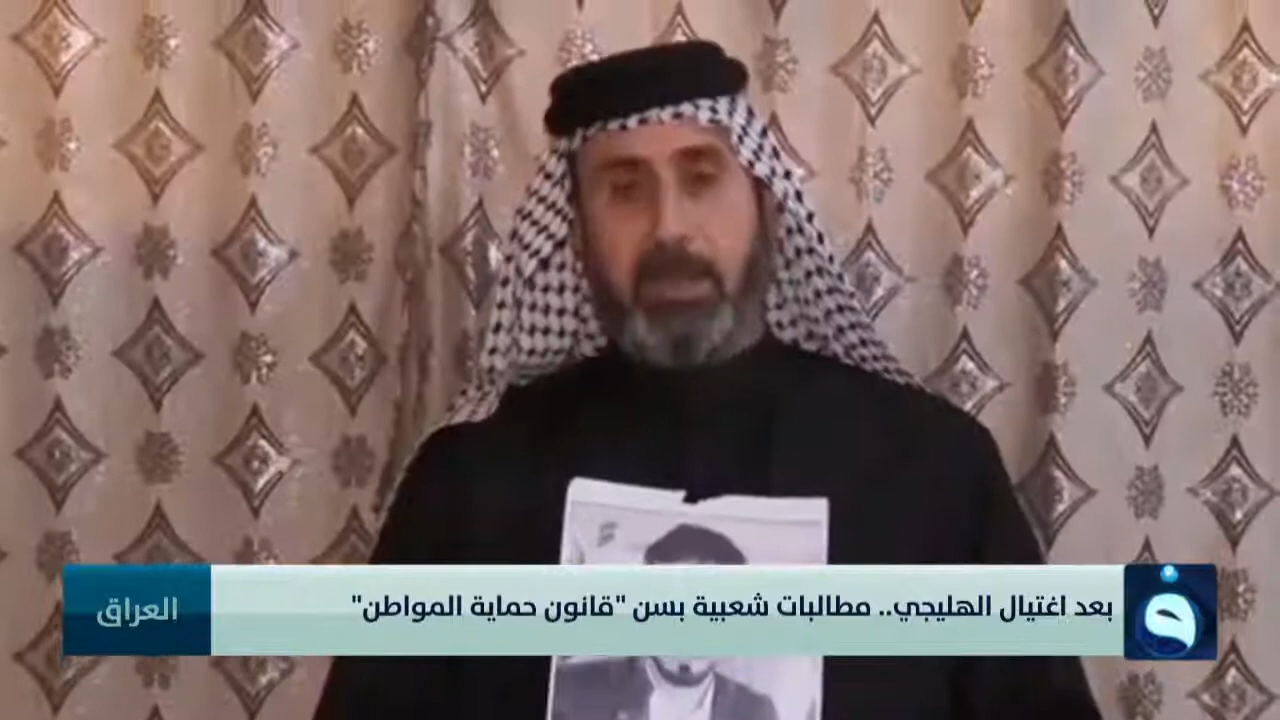 بعد اغتيال الهليجي.. مطالبات شعبية بسن "قانون حماية المواطن"
العراق